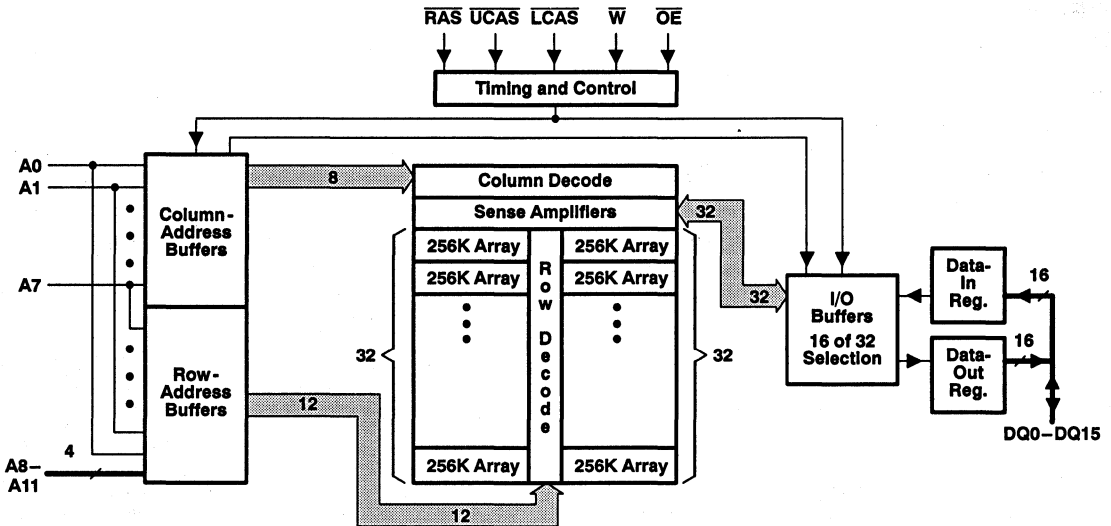 RAS UCAS LCAS W OE
Timing and Control
A0
A1
A7
A8–
A11
4
Column-
Address
Buffers
Row-
Address
Buffers
8
12
12
Column Decode
Sense Amplifiers
256K Array
256K Array
256K Array
256K Array
256K Array
256K Array
Row Decode
32
32
32
32
I/O
Buffers
16 of 32
Selection
Data-
In
Reg.
16
Data-
Out
Reg.
16
DQ0–DQ15